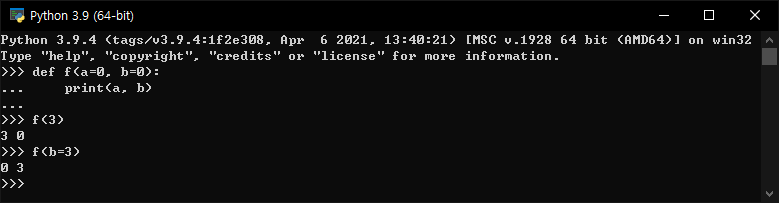 Python 3.9 (64-bit)
Python 3.9.4 (tags/v3.9.4:1f2e308, Apr  6 2021, 13:40:21) [MSC v.1928 64 bit (AMD64)] on win32
Type "help", "copyright", "credits" or "license" for more information.
>>> def f(a=0, b=0):
...     print(a, b)
...
>>> f(3)
3 0
>>> f(b=3)
0 3
>>>